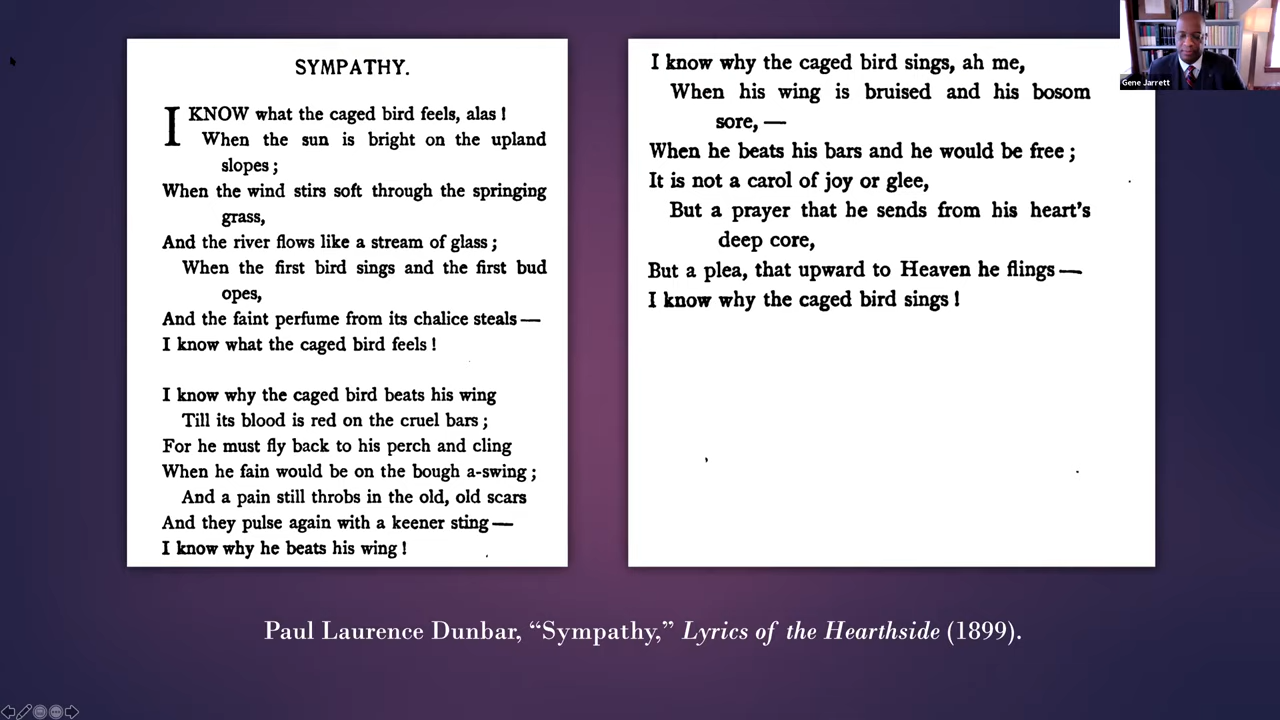 SYMPATHY.
I KNOW what the caged bird feels, alas !
When the sun is bright on the upland
slopes ;
When the wind stirs soft through the springing
grass,
And the river flows like a stream of glass ;
When the first bird sings and the first bud
opes,
And the faint perfume from its chalice steals —
I know what the caged bird feels !
I know why the caged bird beats his wing
Till its blood is red on the cruel bars ;
For he must fly back to his perch and cling
When he fain would be on the bough a-swing ;
And a pain still throbs in the old, old scars
And they pulse again with a keener sting —
I know why he beats his wing !
I know why the caged bird sings, ah me,
When his wing is bruised and his bosom
sore, —
When he beats his bars and he would be free ;
It is not a carol of joy or glee,
But a prayer that he sends from his heart's
deep core,
But a plea, that upward to Heaven he flings —
I know why the caged bird sings !
Gene Jarrett
Paul Laurence Dunbar, “Sympathy,” Lyrics of the Hearthside (1899).